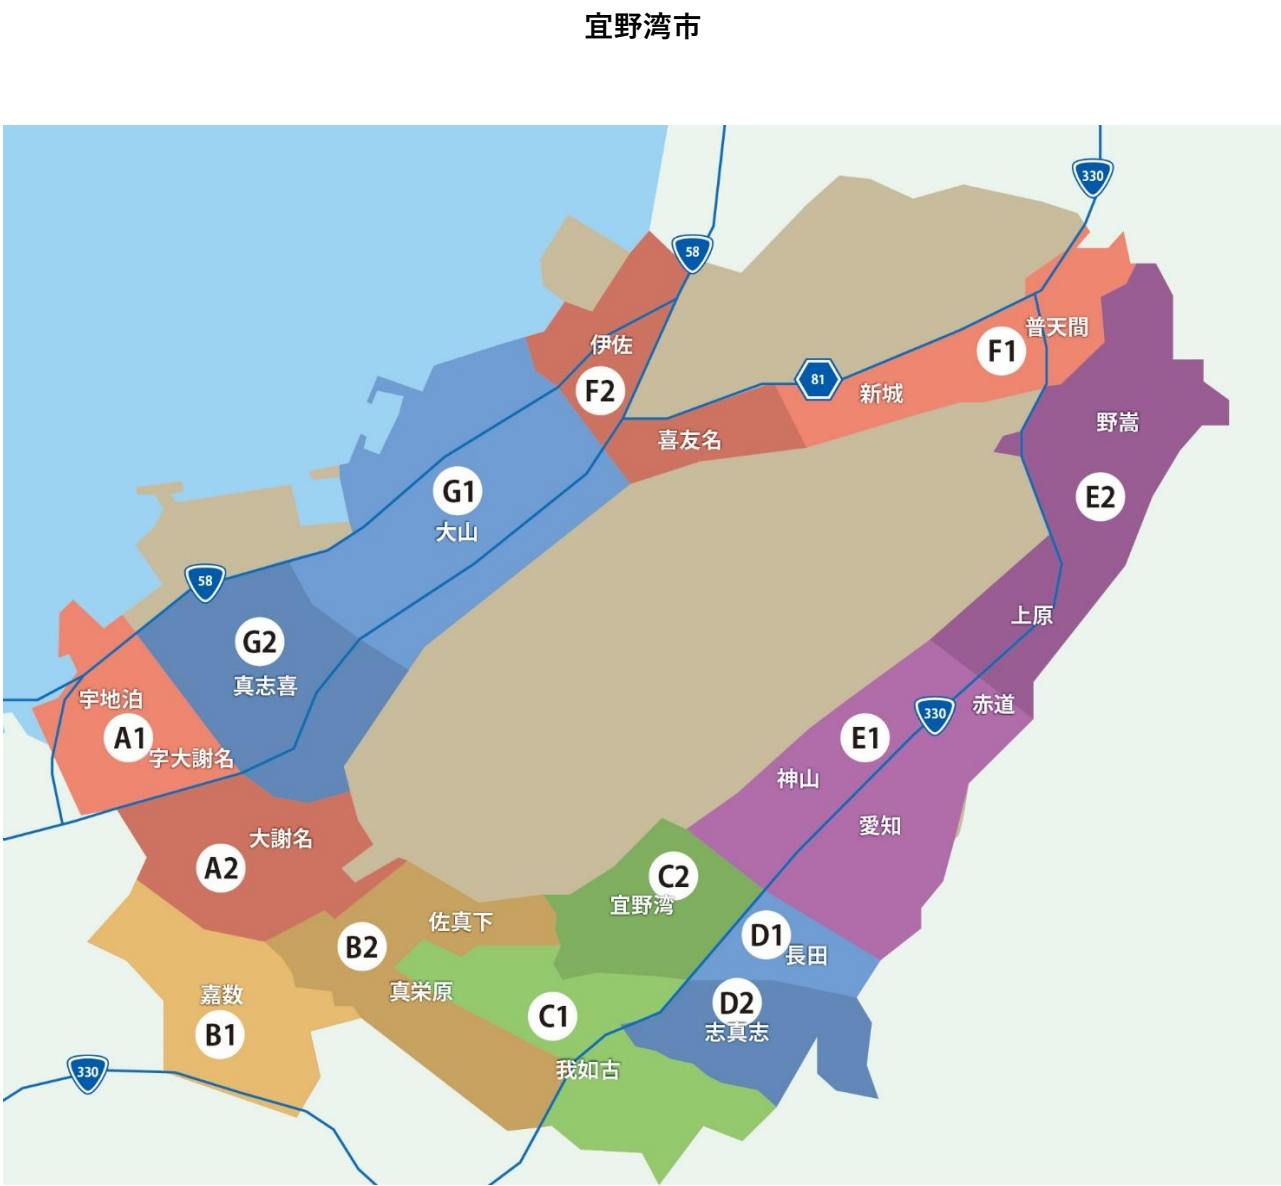 宜野湾市
330
58
伊佐
F2
81
喜友名
新城
F1
普天間
野嵩
E2
G1
大山
58
G2
真志喜
宇地泊
A1
字大謝名
上原
赤道
330
E1
神山
愛知
大謝名
A2
C2
宜野湾
佐真下
B2
真栄原
D1
長田
D2
志真志
嘉数
B1
C1
我如古
330